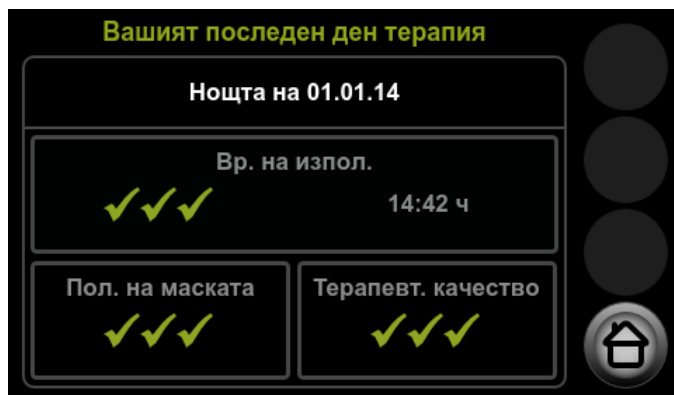 Вашият последен ден терапия
Нощта на 01.01.14
Вр. на изпол.
14:42 ч
Пол. на маската
Терапевт. качество